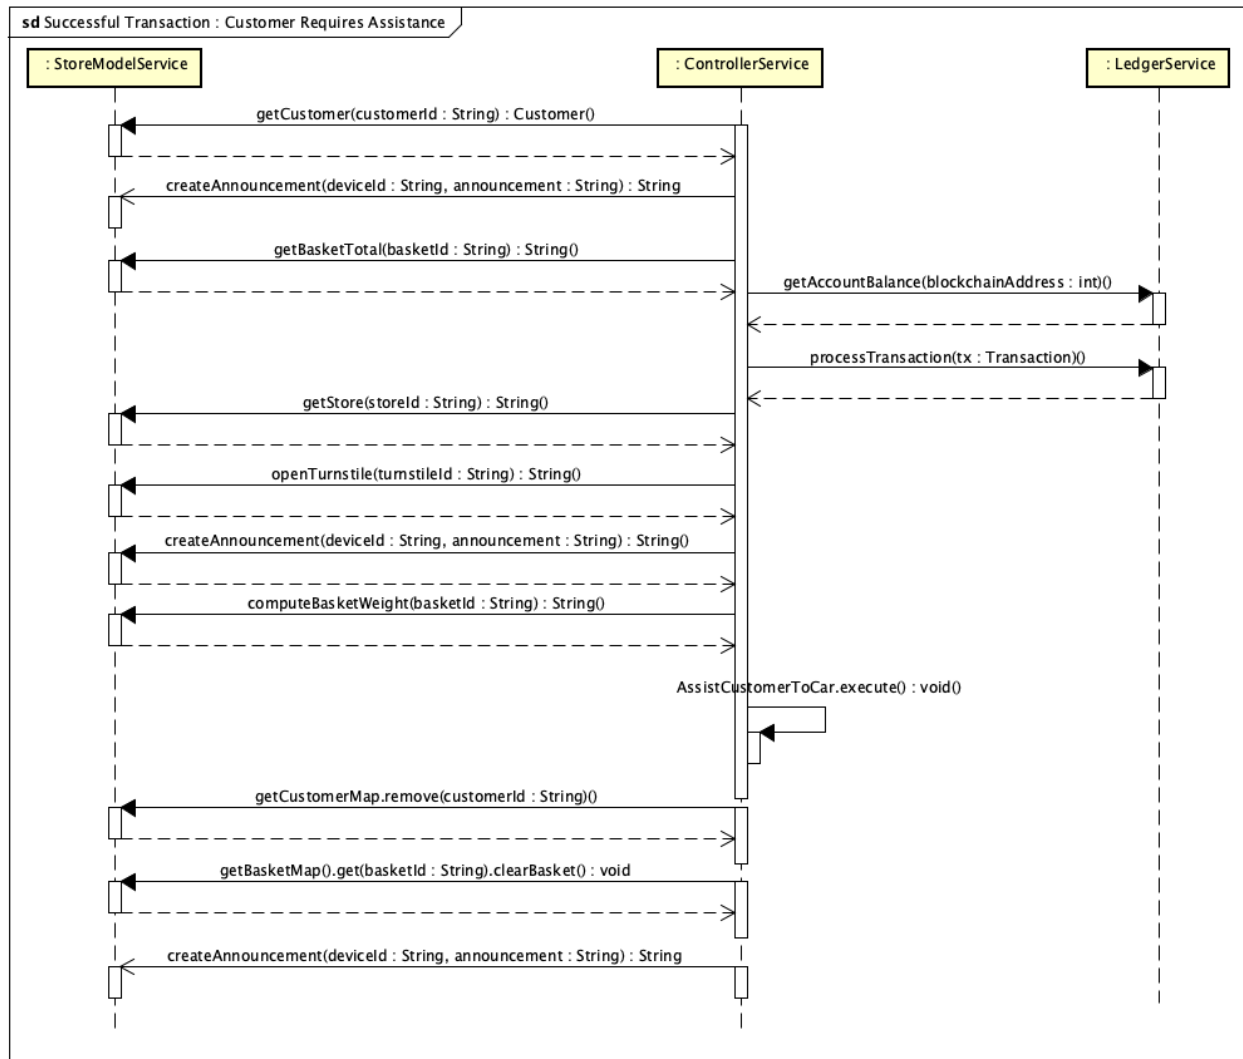 sd Successful Transaction : Customer Requires Assistance
: StoreModelService
: ControllerService
: LedgerService
getCustomer(customerId : String) : Customer()
createAnnouncement(deviceId : String, announcement : String) : String
getBasketTotal(basketId : String) : String()
getAccountBalance(blockchainAddress : int)()
processTransaction(tx : Transaction)()
getStore(storeId : String) : String()
openTurnstile(turnstileId : String) : String()
createAnnouncement(deviceId : String, announcement : String) : String()
computeBasketWeight(basketId : String) : String()
AssistCustomerToCar.execute() : void()
getCustomerMap.remove(customerId : String)()
getBasketMap().get(basketId : String).clearBasket() : void
createAnnouncement(deviceId : String, announcement : String) : String